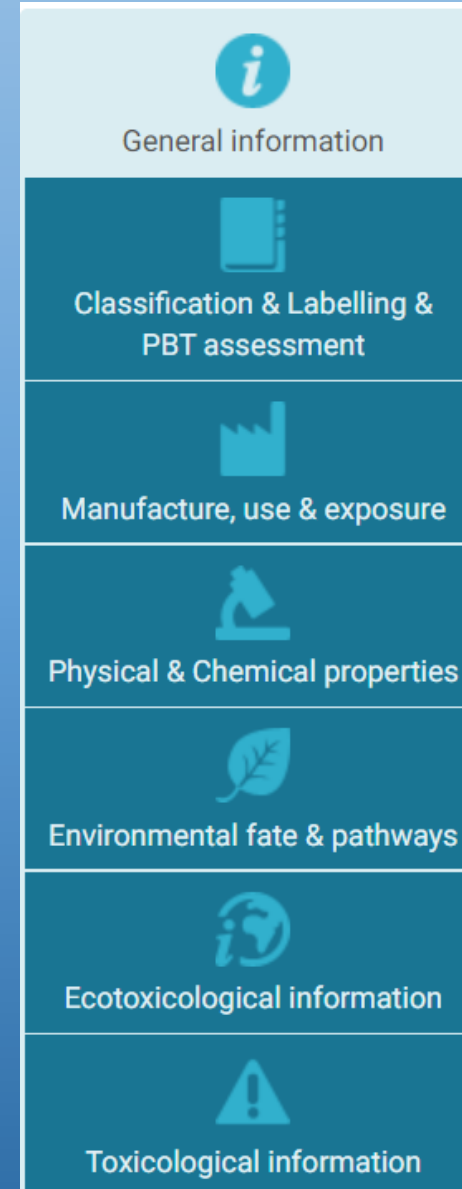 General information
Classification & Labelling &
PBT assessment
Manufacture, use & exposure
Physical & Chemical properties
Environmental fate & pathways
Ecotoxicological information
Toxicological information